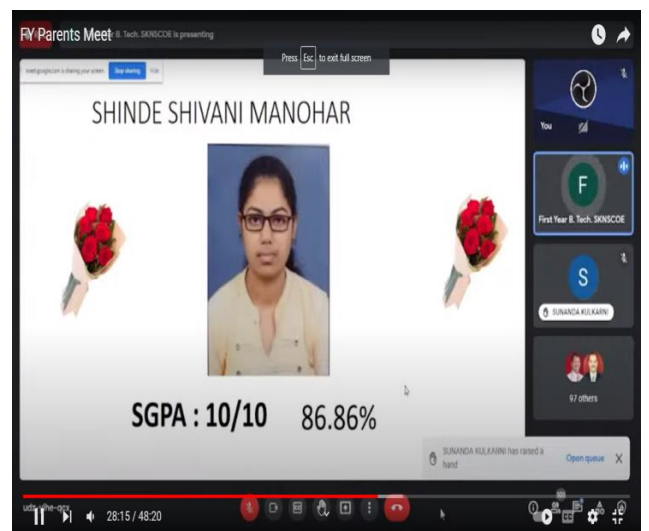 FY Parents Meet
r B. Tech. SKNSCOE is presenting
Press Esc to exit full screen
meet.google.com is sharing your screen. Stop sharing Hide
SHINDE SHIVANI MANOHAR
SGPA : 10/10 86.86%
You
F
First Year B. Tech. SKNSCOE
S
SUNANDA KULKARNI
97 others
SUNANDA KULKARNI has raised a
hand
Open queue X
28:15 / 48:20